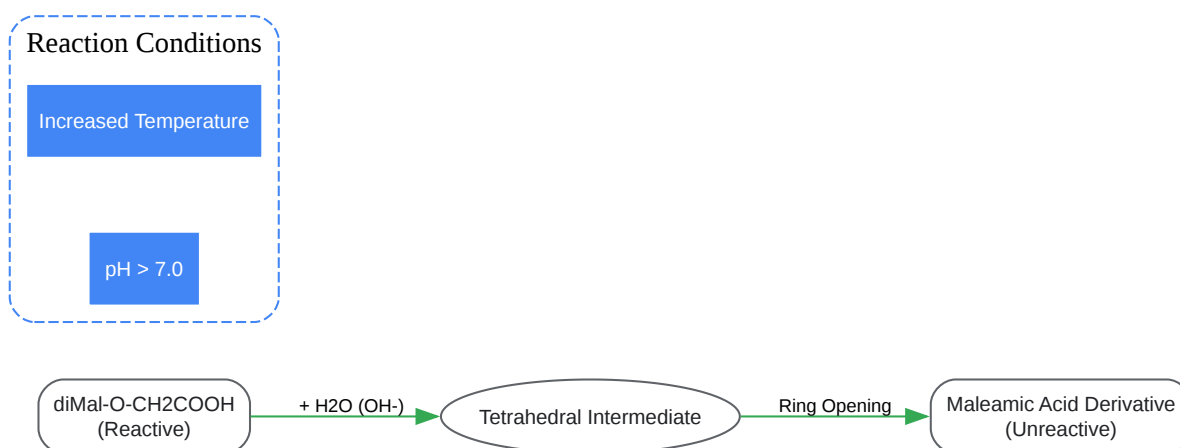 Reaction Conditions
Increased Temperature
pH > 7.0
diMal-O-CH2COOH
(Reactive)
+ H2O (OH-)
Tetrahedral Intermediate
Ring Opening
Maleamic Acid Derivative
(Unreactive)